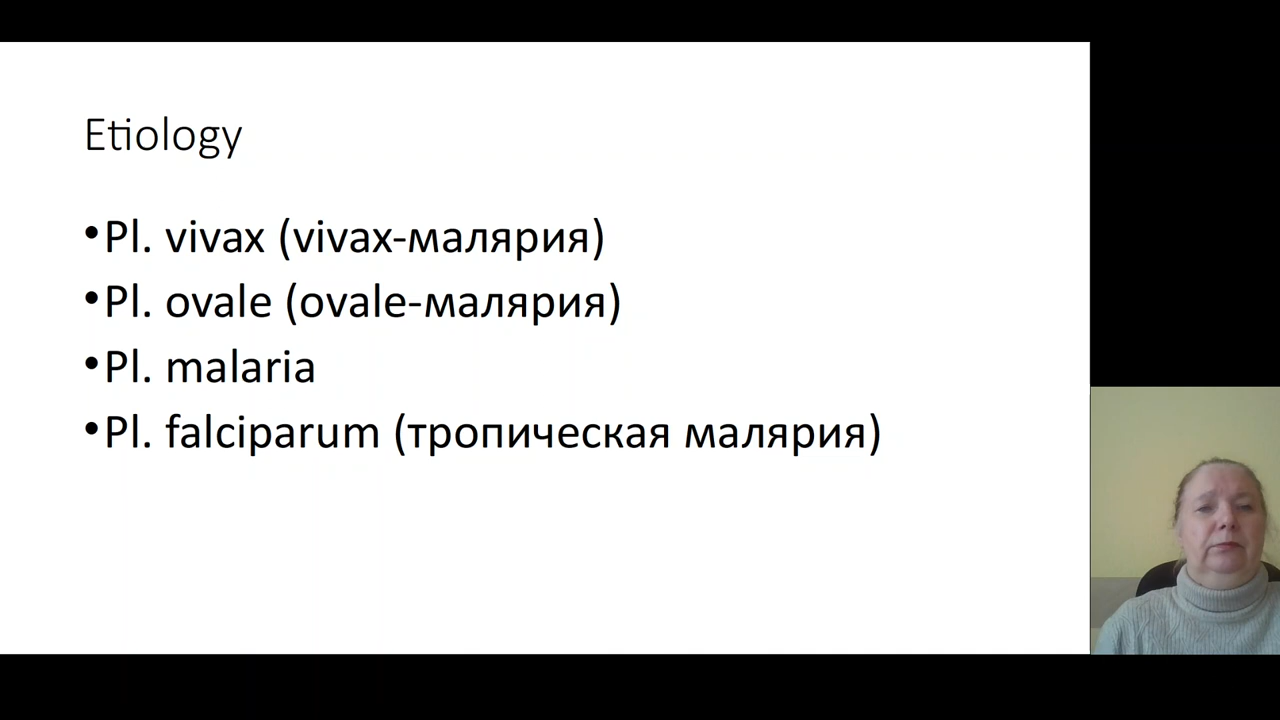 Etiology
•Pl. vivax (vivax-малярия)
•Pl. ovale (ovale-малярия)
•Pl. malaria
•Pl. falciparum (тропическая малярия)